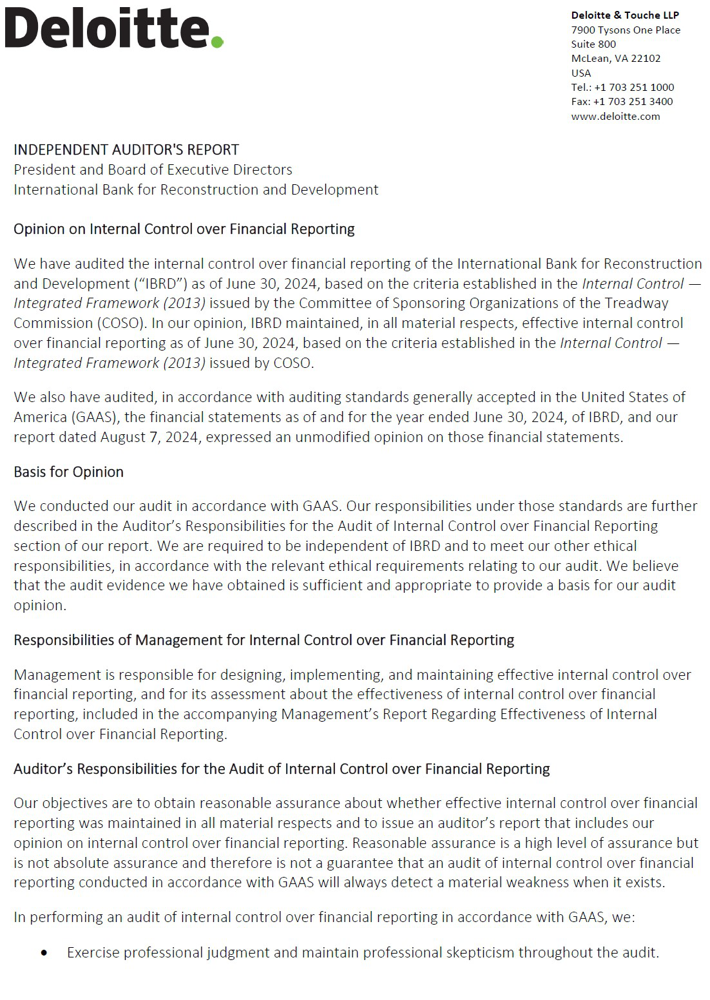 Deloitte.
Deloitte & Touche LLP
7900 Tysons One Place
Suite 800
McLean, VA 22102
USA
Tel.: +1 703 251 1000
Fax: +1 703 251 3400
www.deloitte.com
INDEPENDENT AUDITOR'S REPORT
President and Board of Executive Directors
International Bank for Reconstruction and Development
Opinion on Internal Control over Financial Reporting
We have audited the internal control over financial reporting of the International Bank for Reconstruction
and Development (“IBRD”) as of June 30, 2024, based on the criteria established in the Internal Control —
Integrated Framework (2013) issued by the Committee of Sponsoring Organizations of the Treadway
Commission (COSO). In our opinion, IBRD maintained, in all material respects, effective internal control
over financial reporting as of June 30, 2024, based on the criteria established in the Internal Control —
Integrated Framework (2013) issued by COSO.
We also have audited, in accordance with auditing standards generally accepted in the United States of
America (GAAS), the financial statements as of and for the year ended June 30, 2024, of IBRD, and our
report dated August 7, 2024, expressed an unmodified opinion on those financial statements.
Basis for Opinion
We conducted our audit in accordance with GAAS. Our responsibilities under those standards are further
described in the Auditor’s Responsibilities for the Audit of Internal Control over Financial Reporting
section of our report. We are required to be independent of IBRD and to meet our other ethical
responsibilities, in accordance with the relevant ethical requirements relating to our audit. We believe
that the audit evidence we have obtained is sufficient and appropriate to provide a basis for our audit
opinion.
Responsibilities of Management for Internal Control over Financial Reporting
Management is responsible for designing, implementing, and maintaining effective internal control over
financial reporting, and for its assessment about the effectiveness of internal control over financial
reporting, included in the accompanying Management’s Report Regarding Effectiveness of Internal
Control over Financial Reporting.
Auditor’s Responsibilities for the Audit of Internal Control over Financial Reporting
Our objectives are to obtain reasonable assurance about whether effective internal control over financial
reporting was maintained in all material respects and to issue an auditor’s report that includes our
opinion on internal control over financial reporting. Reasonable assurance is a high level of assurance but
is not absolute assurance and therefore is not a guarantee that an audit of internal control over financial
reporting conducted in accordance with GAAS will always detect a material weakness when it exists.
In performing an audit of internal control over financial reporting in accordance with GAAS, we:
• Exercise professional judgment and maintain professional skepticism throughout the audit.